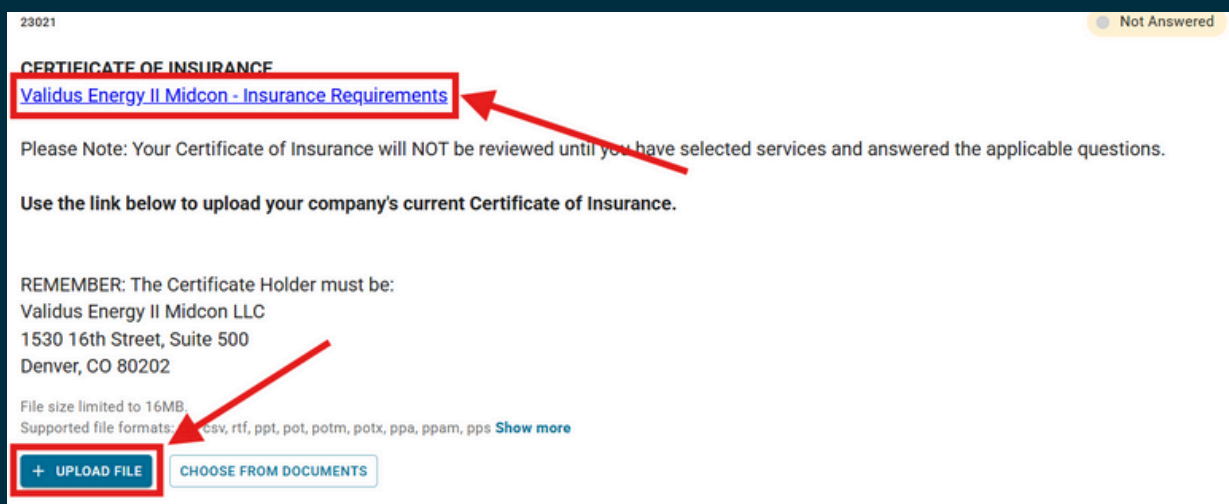 23021
Not Answered
CERTIFICATE OF INSURANCE
Validus Energy II Midcon - Insurance Requirements
Please Note: Your Certificate of Insurance will NOT be reviewed until you have selected services and answered the applicable questions.
Use the link below to upload your company's current Certificate of Insurance.
REMEMBER: The Certificate Holder must be:
Validus Energy II Midcon LLC
1530 16th Street, Suite 500
Denver, CO 80202
File size limited to 16MB.
Supported file formats: csv, rtf, ppt, pot, potm, potx, ppa, ppam, pps Show more
+ UPLOAD FILE
CHOOSE FROM DOCUMENTS